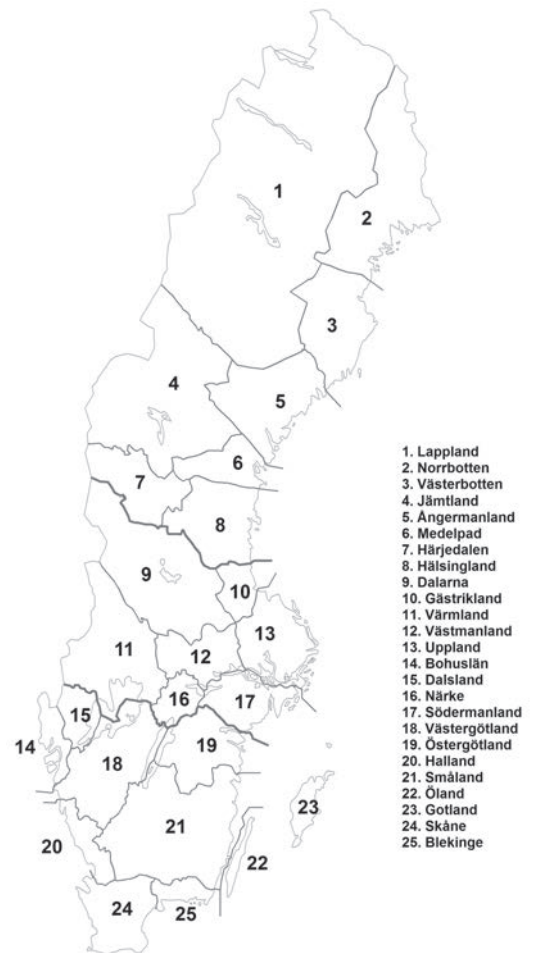 1
2
3
4
5
6
7
8
9
10
11
12
13
14
15
16
17
18
19
20
21
22
23
24
25
1. Lappland
2. Norrbotten
3. Västerbotten
4. Jämtland
5. Ångermanland
6. Medelpad
7. Härjedalen
8. Hälsingland
9. Dalarna
10. Gästrikland
11. Värmland
12. Västmanland
13. Uppland
14. Bohuslän
15. Dalsland
16. Närke
17. Södermanland
18. Västergötland
19. Östergötland
20. Halland
21. Småland
22. Öland
23. Gotland
24. Skåne
25. Blekinge